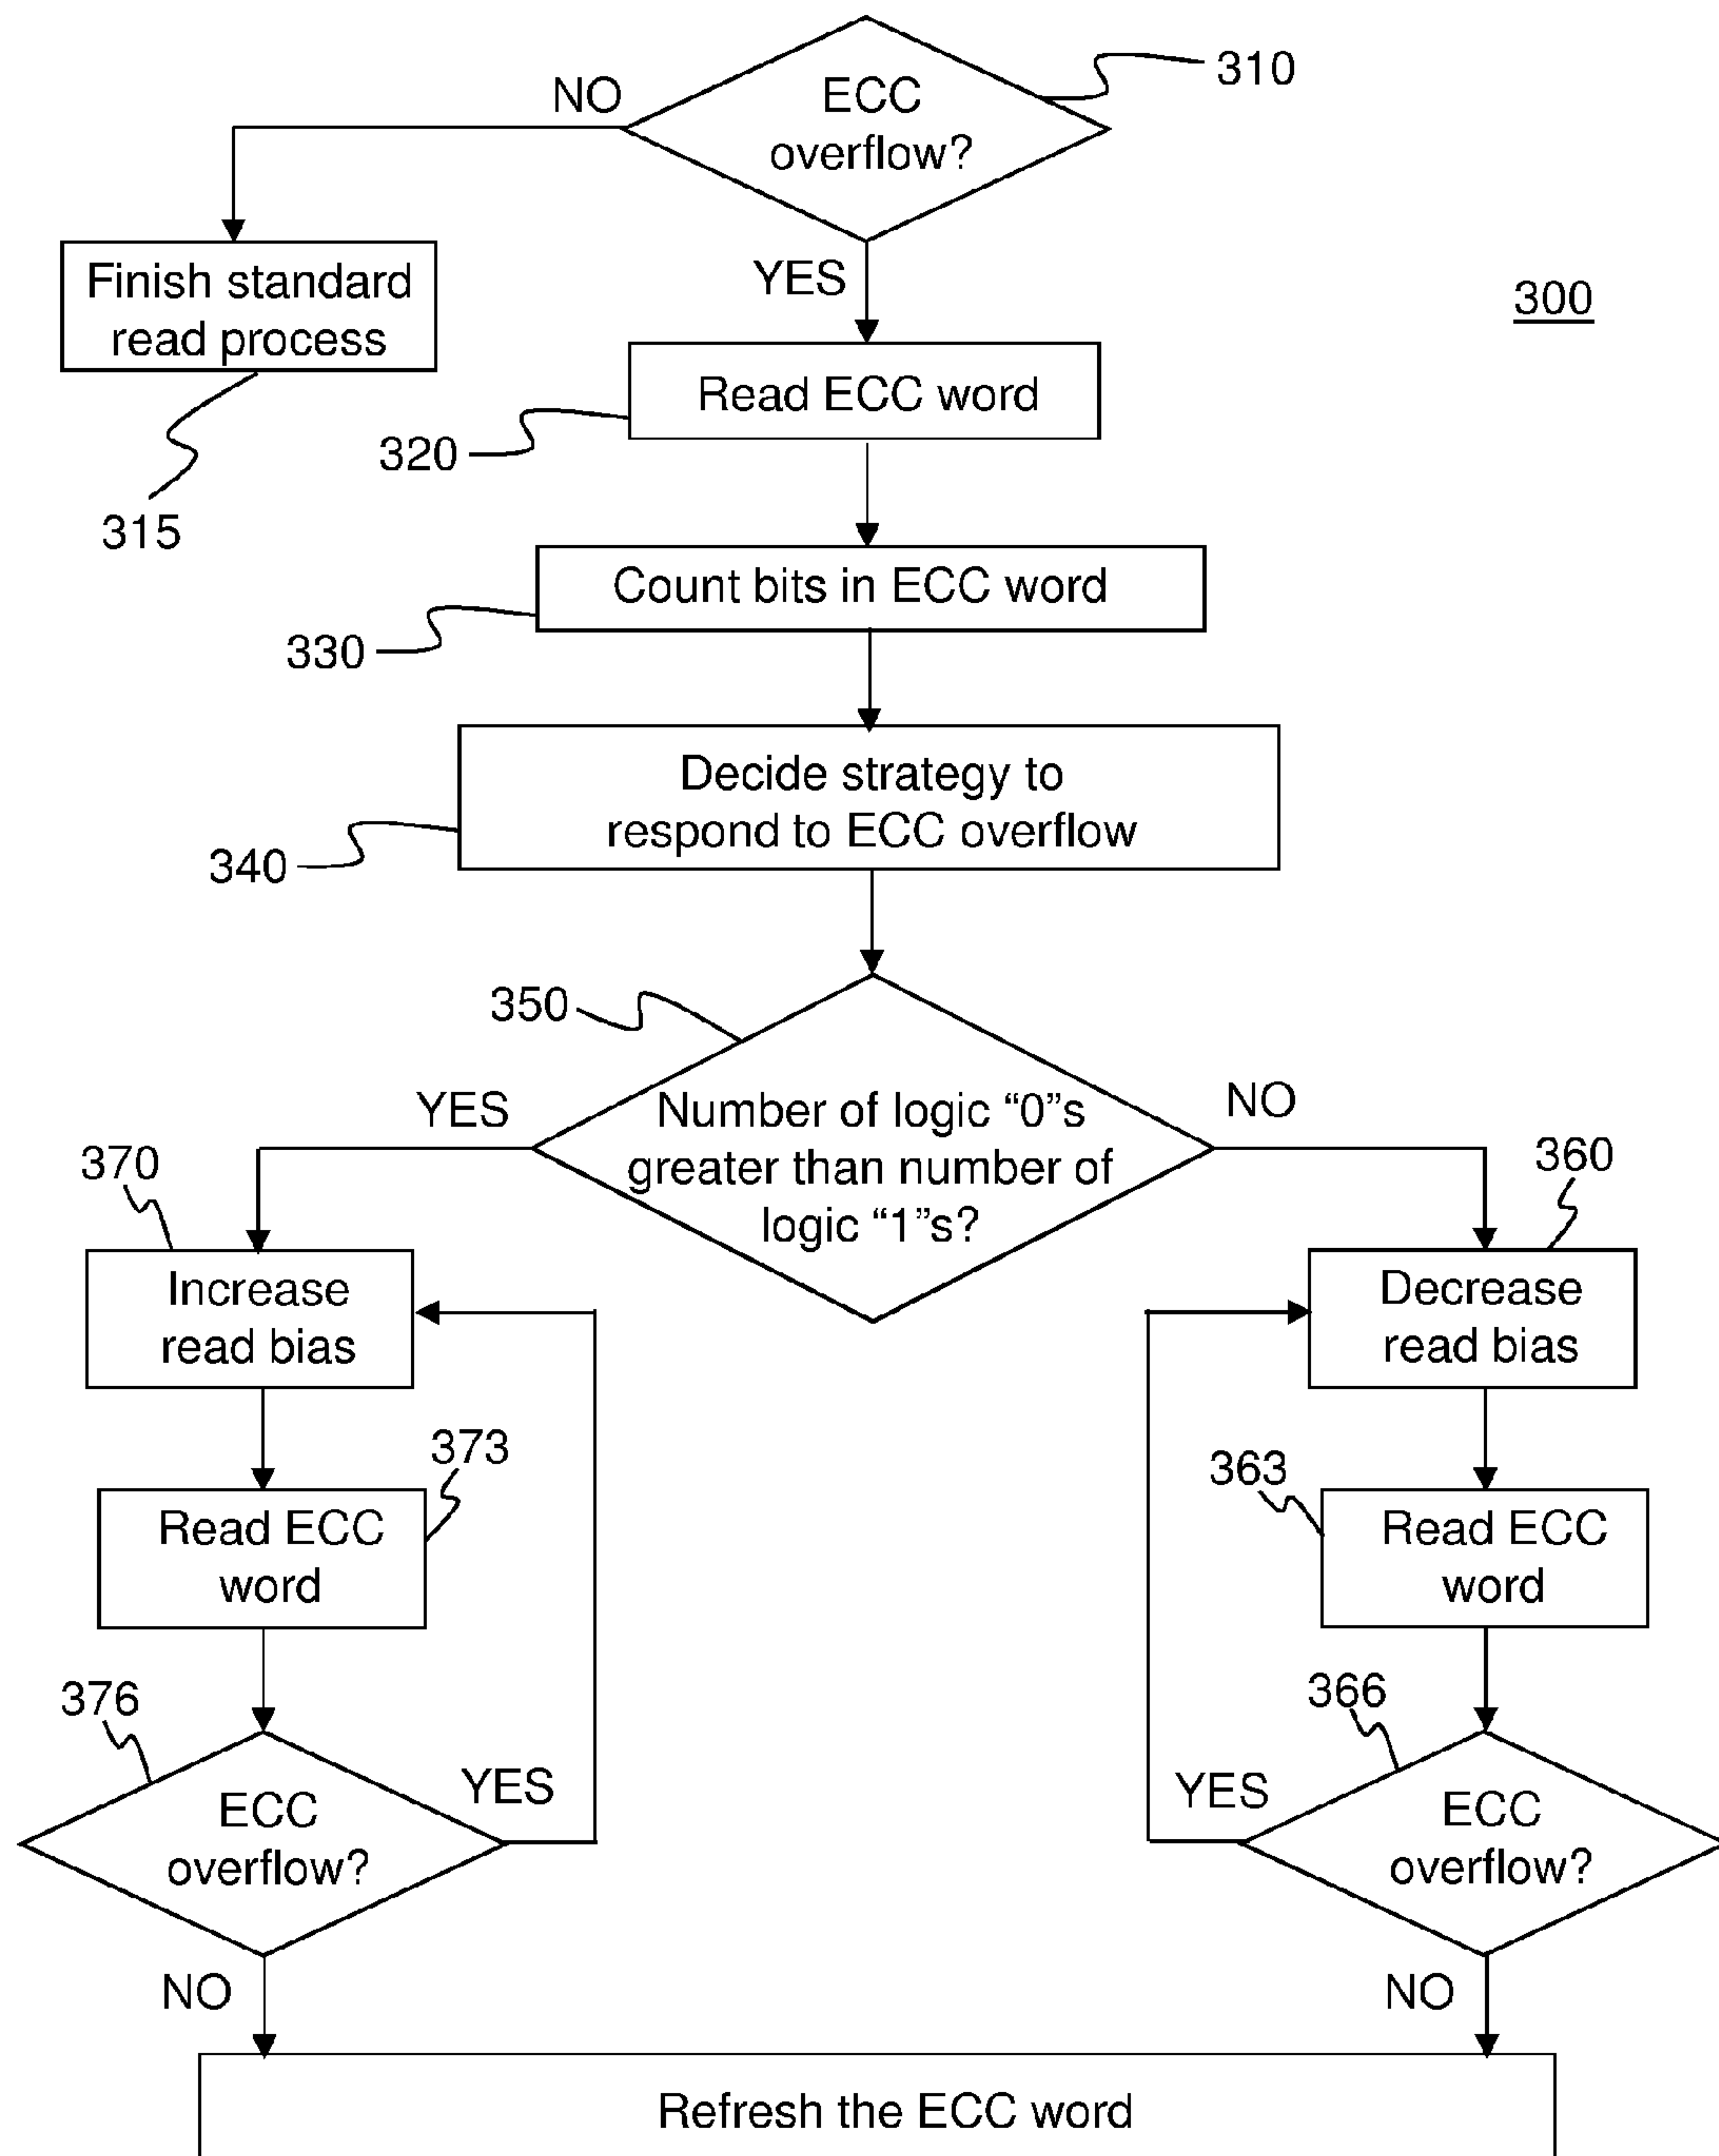 310
NO
ECC
overflow?
Finish standard
read process
YES
300
Read ECC word
320
315
Count bits in ECC word
330
Decide strategy to
respond to ECC overflow
340
350
YES
Number of logic “0”s
greater than number of
logic “1”s?
NO
370
360
Increase
read bias
Decrease
read bias
373
363
Read ECC
word
Read ECC
word
376
366
ECC
overflow?
YES
YES
ECC
overflow?
NO
NO
Refresh the ECC word